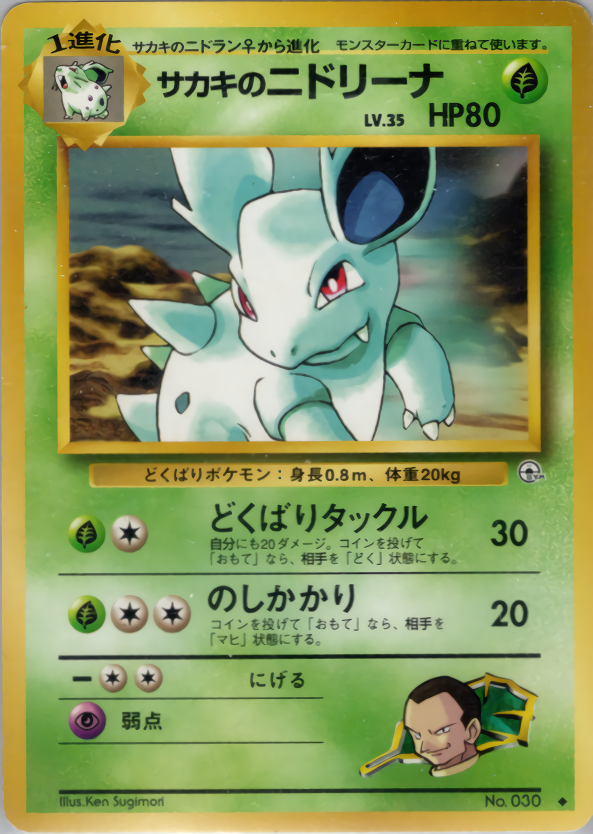 1進化
サカキのニドラン♀から進化 モンスターカードに重ねて使います。
サカキのニドリーナ
LV.35 HP80
どくばりポケモン：身長0.8m、体重20kg
どくばりタックル 30
自分にも20ダメージ。コインを投げて
「おもて」なら、相手を「どく」状態にする。
のしかかり 20
コインを投げて「おもて」なら、相手を
「マヒ」状態にする。
にげる
弱点
Illus.Ken Sugimori No. 030